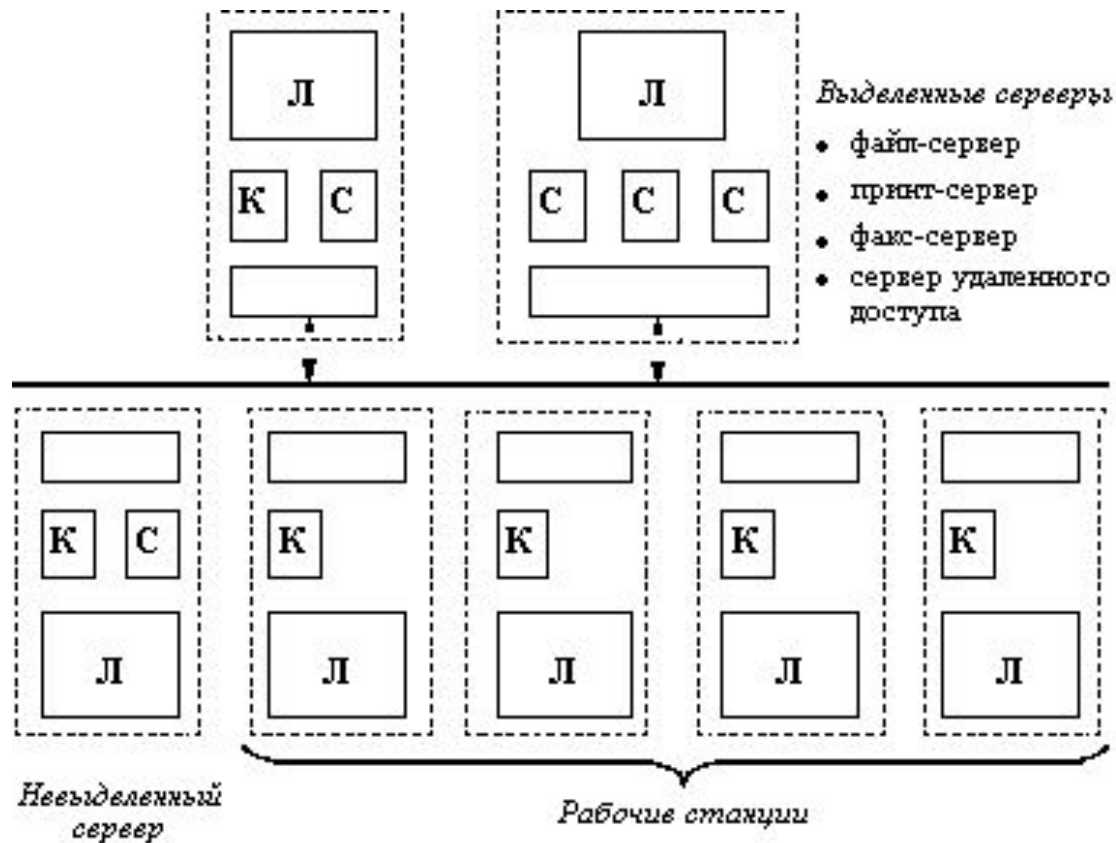 Л
Л
К С
С С С
Выделенные серверы
• файл-сервер
• принт-сервер
• факс-сервер
• сервер удаленного
доступа
К С
К
К
К
К
Л
Л
Л
Л
Л
Невыделенный
сервер
Рабочие станции